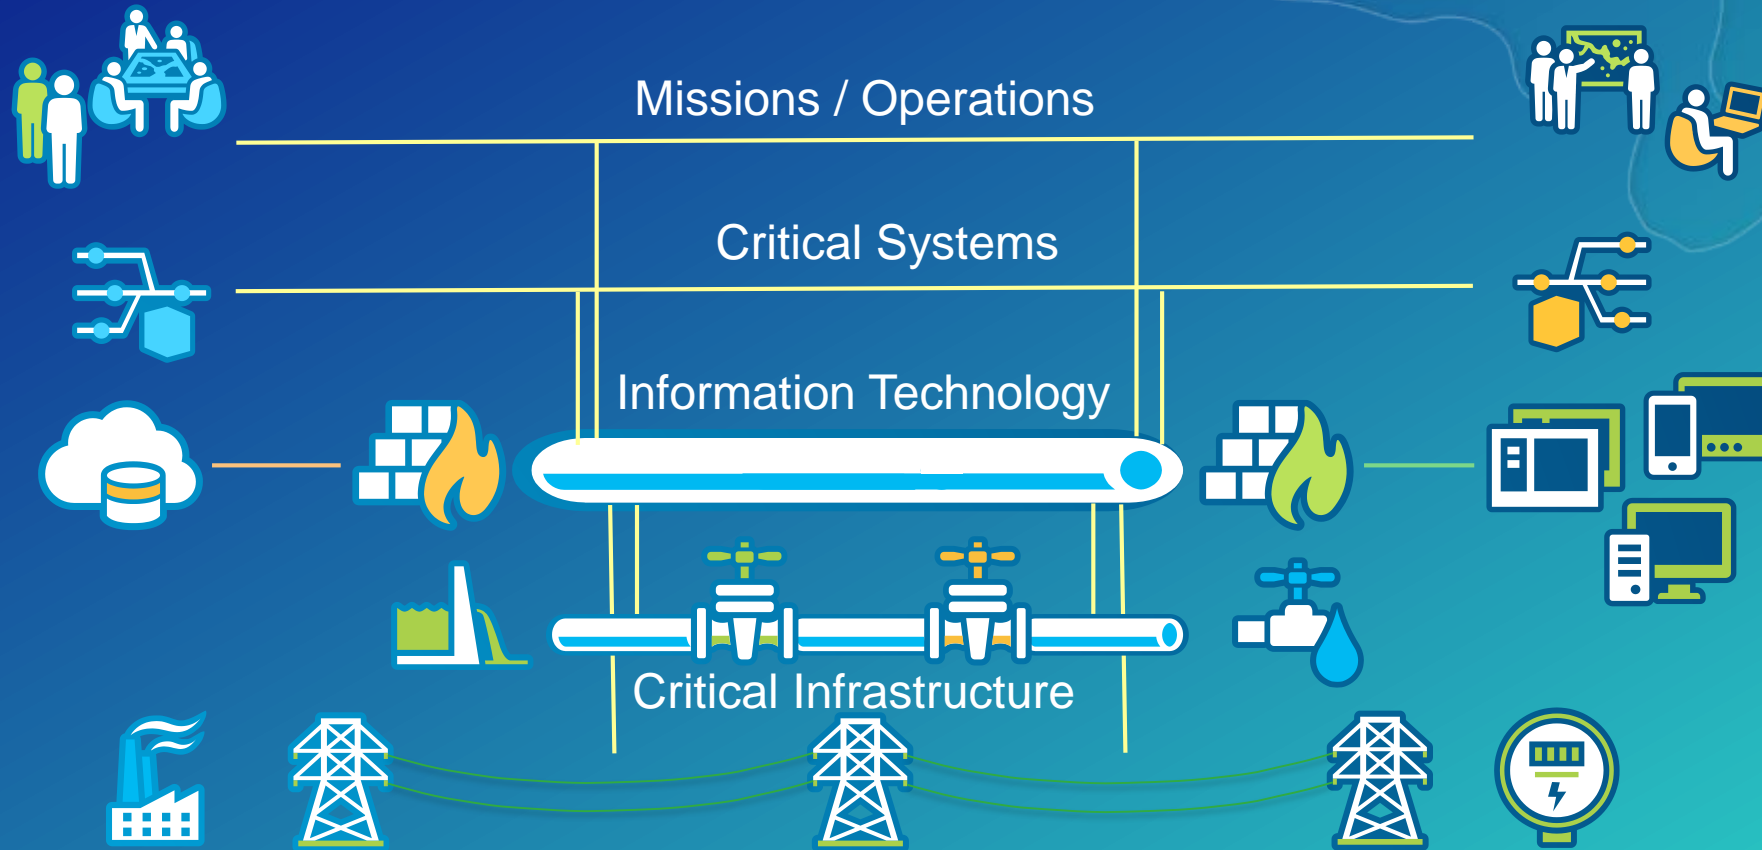 Missions / Operations
Critical Systems
Information Technology
Critical Infrastructure